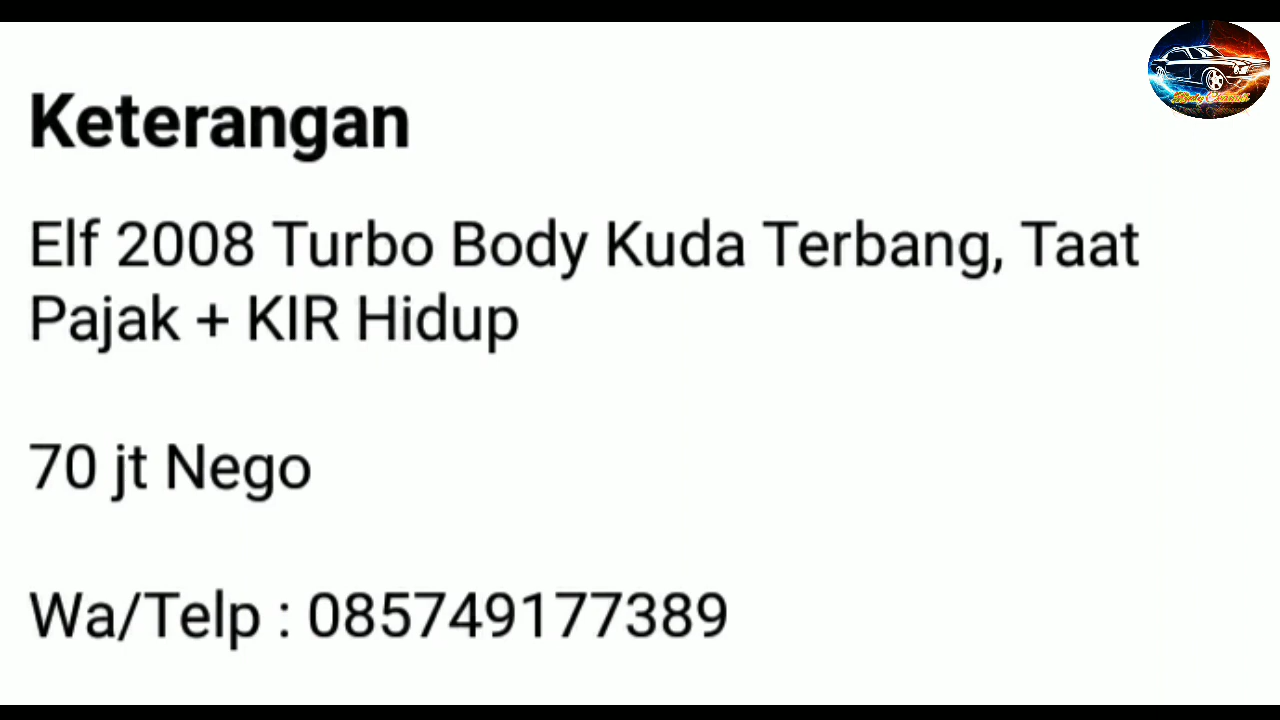 Keterangan
Elf 2008 Turbo Body Kuda Terbang, Taat
Pajak + KIR Hidup
70 jt Nego
Wa/Telp : 085749177389